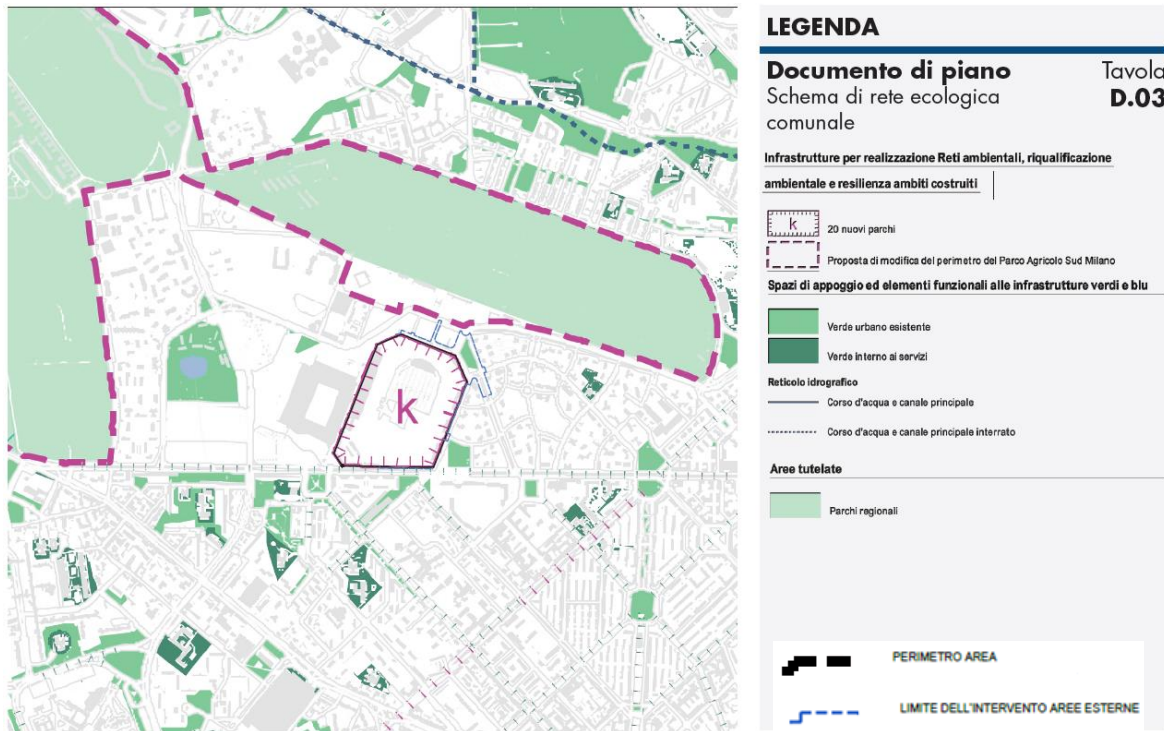 k
LEGENDA
Documento di piano Tavola
Schema di rete ecologica D.03
comunale
Infrastrutture per realizzazione Reti ambientali, riqualificazione
ambientale e resilienza ambiti costruiti
k 20 nuovi parchi
Proposta di modifica del perimetro del Parco Agricolo Sud Milano
Spazi di appoggio ed elementi funzionali alle infrastrutture verdi e blu
Verde urbano esistente
Verde interno ai servizi
Reticolo idrografico
Corso d'acqua e canale principale
Corso d'acqua e canale principale interrato
Aree tutelate
Parchi regionali
PERIMETRO AREA
LIMITE DELL'INTERVENTO AREE ESTERNE